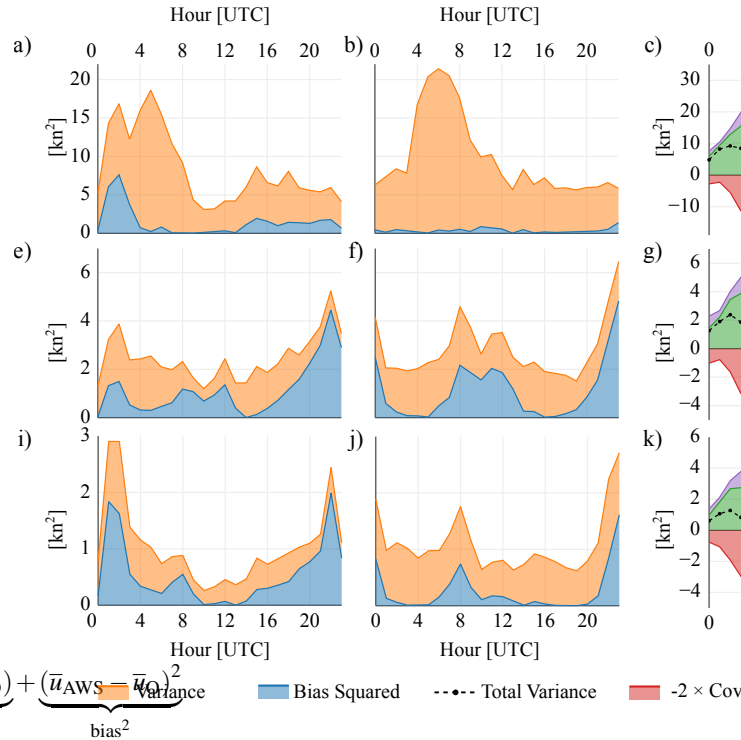 Hour [UTC] Hour [UTC]
a) 0 4 8 12 16 20 b) 0 4 8 12 16 20 c) 0
[kn²] 20 15 10 5 0
[kn²] 30 20 10 0 −10
e) f) g)
[kn²] 6 4 2 0
[kn²] 6 4 2 0 −2 −4
i) j) k)
[kn²] 3 2 1 0
[kn²] 6 4 2 0 −2 −4
0 4 8 12 16 20 0 4 8 12 16 20
Hour [UTC] Hour [UTC]
) + (u̅AWS − u̅O)²
bias²
Variance Bias Squared Total Variance -2 × Cov